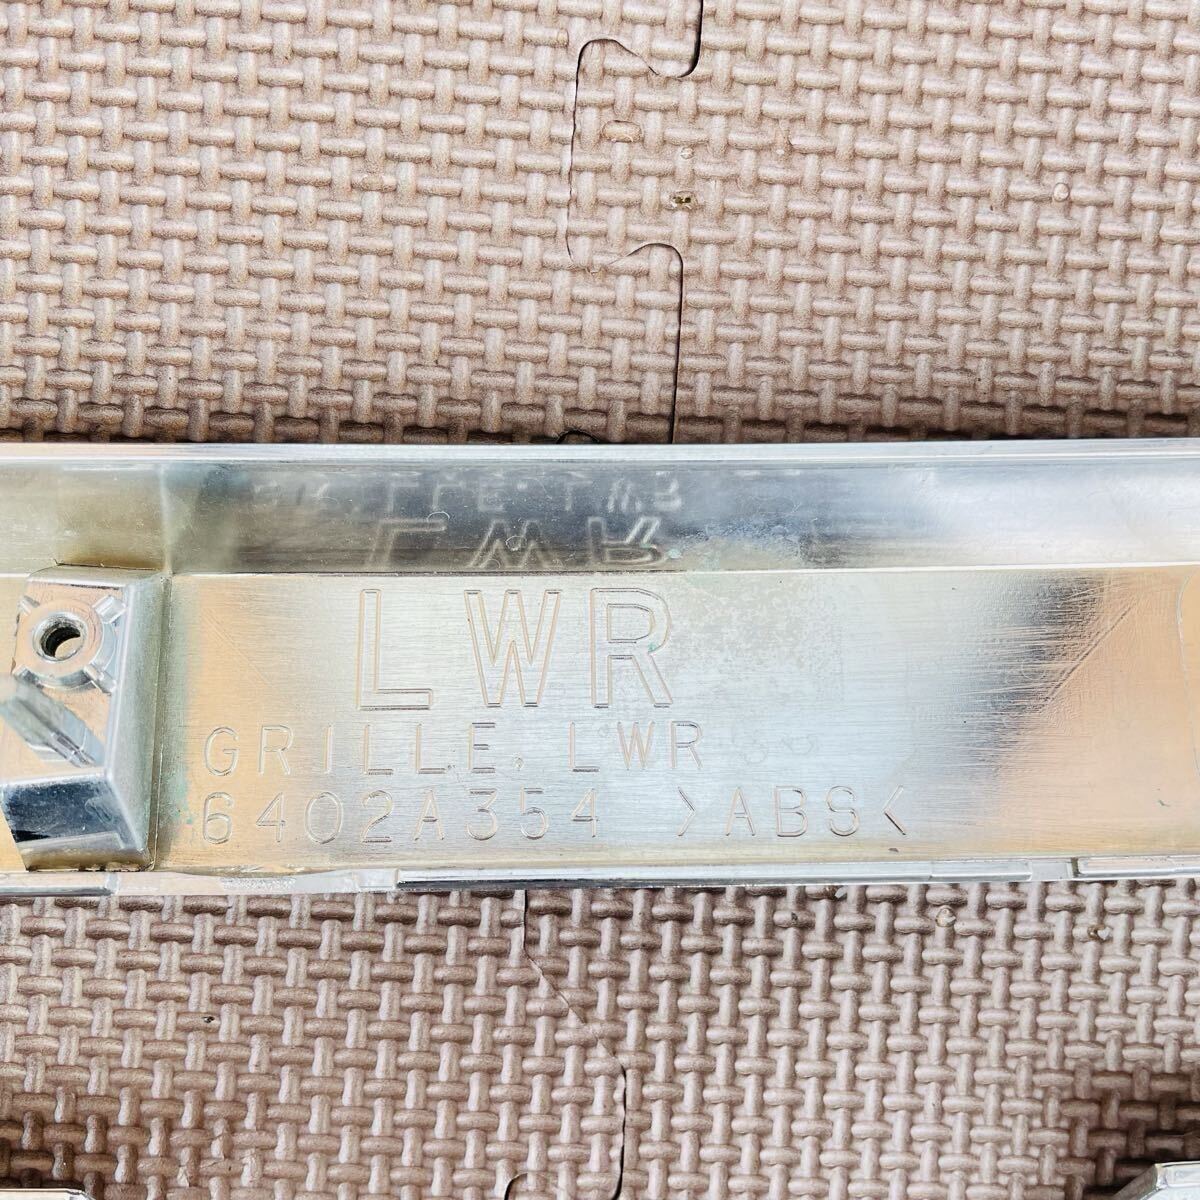 LWR
GRILLE, LWR
6402A354 >ABS<